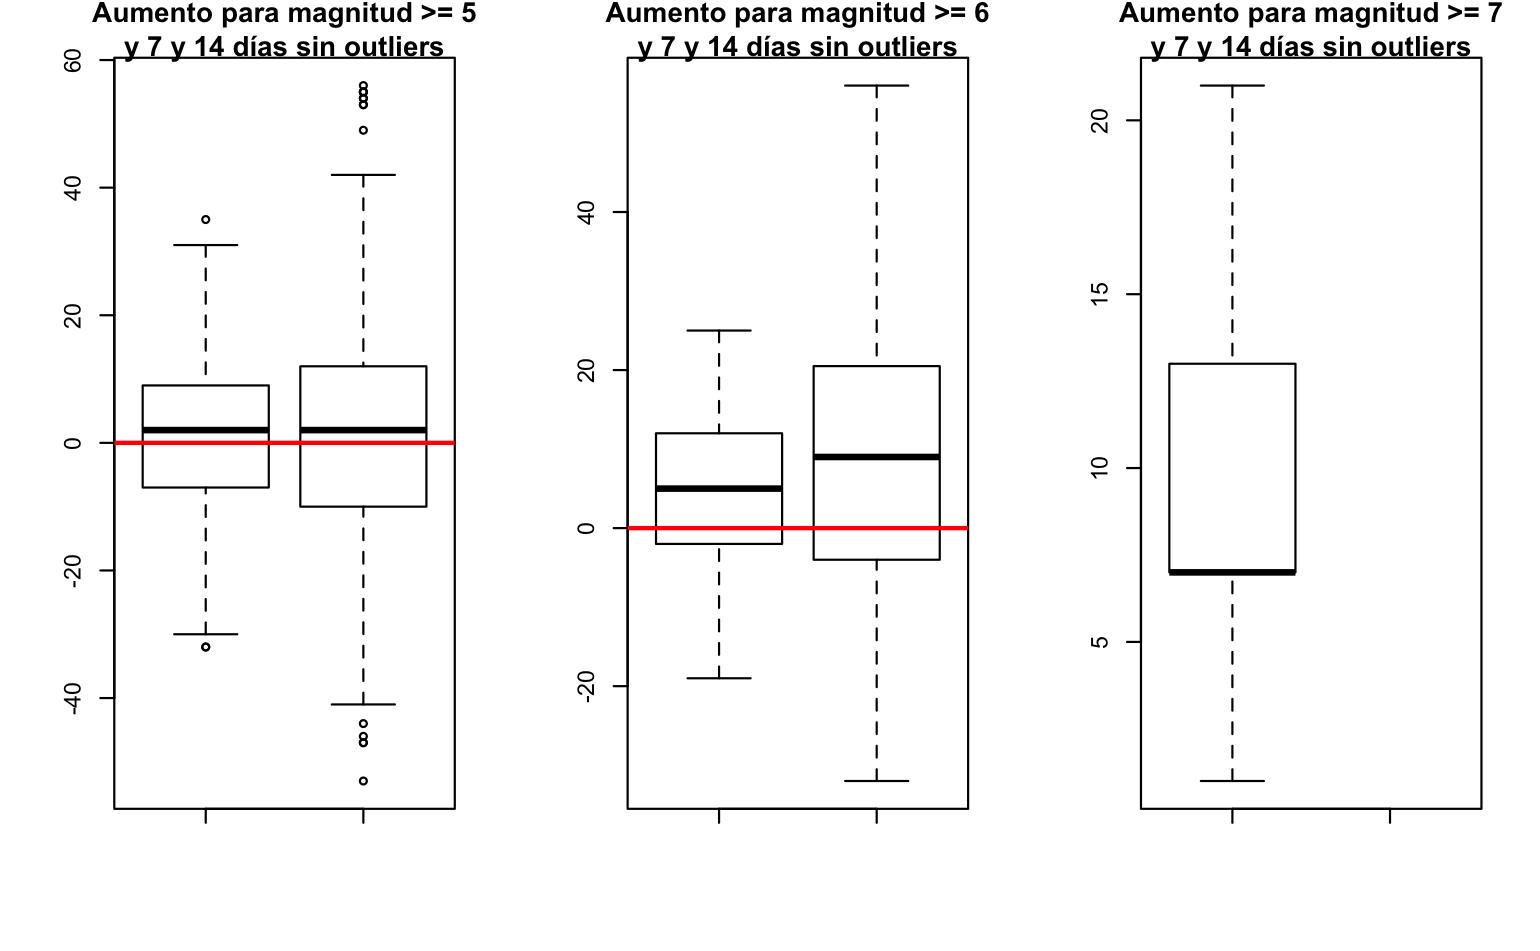 Aumento para magnitud >= 5
y 7 y 14 días sin outliers
60
40
20
0
-20
-40
Aumento para magnitud >= 6
y 7 y 14 días sin outliers
40
20
0
-20
Aumento para magnitud >= 7
y 7 y 14 días sin outliers
20
15
10
5